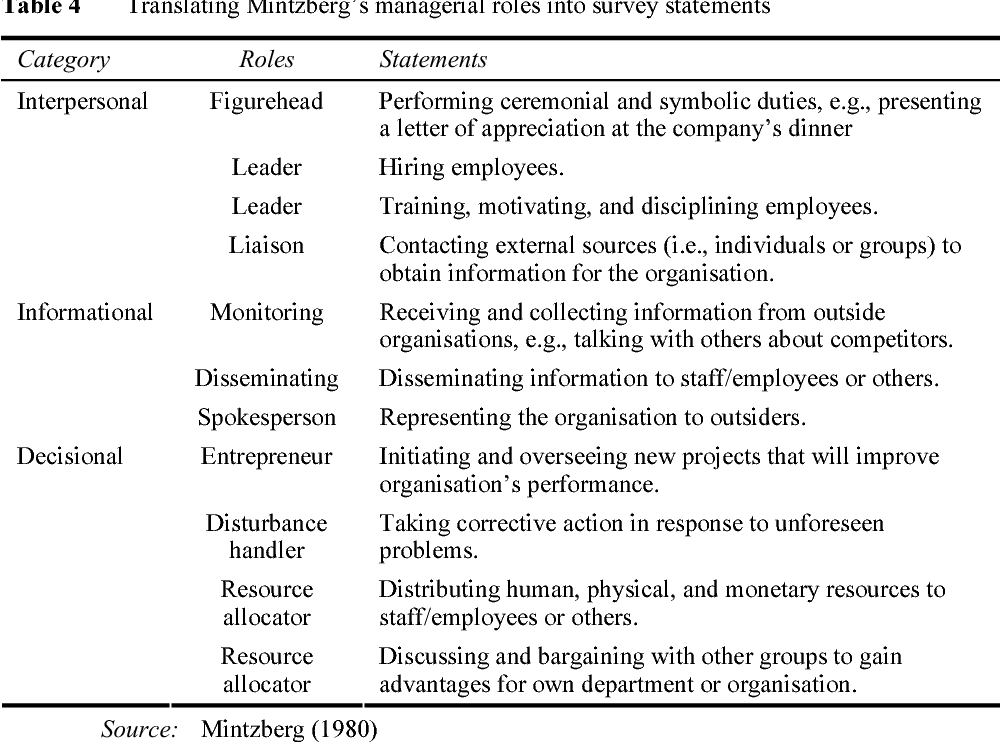 Table 4 Translating Mintzberg's managerial roles into survey statements
Category Roles Statements
Interpersonal Figurehead Performing ceremonial and symbolic duties, e.g., presenting
a letter of appreciation at the company's dinner
Leader Hiring employees.
Leader Training, motivating, and disciplining employees.
Liaison Contacting external sources (i.e., individuals or groups) to
obtain information for the organisation.
Informational Monitoring Receiving and collecting information from outside
organisations, e.g., talking with others about competitors.
Disseminating Disseminating information to staff/employees or others.
Spokesperson Representing the organisation to outsiders.
Decisional Entrepreneur Initiating and overseeing new projects that will improve
organisation's performance.
Disturbance Taking corrective action in response to unforeseen
handler problems.
Resource Distributing human, physical, and monetary resources to
allocator staff/employees or others.
Resource Discussing and bargaining with other groups to gain
allocator advantages for own department or organisation.
Source: Mintzberg (1980)